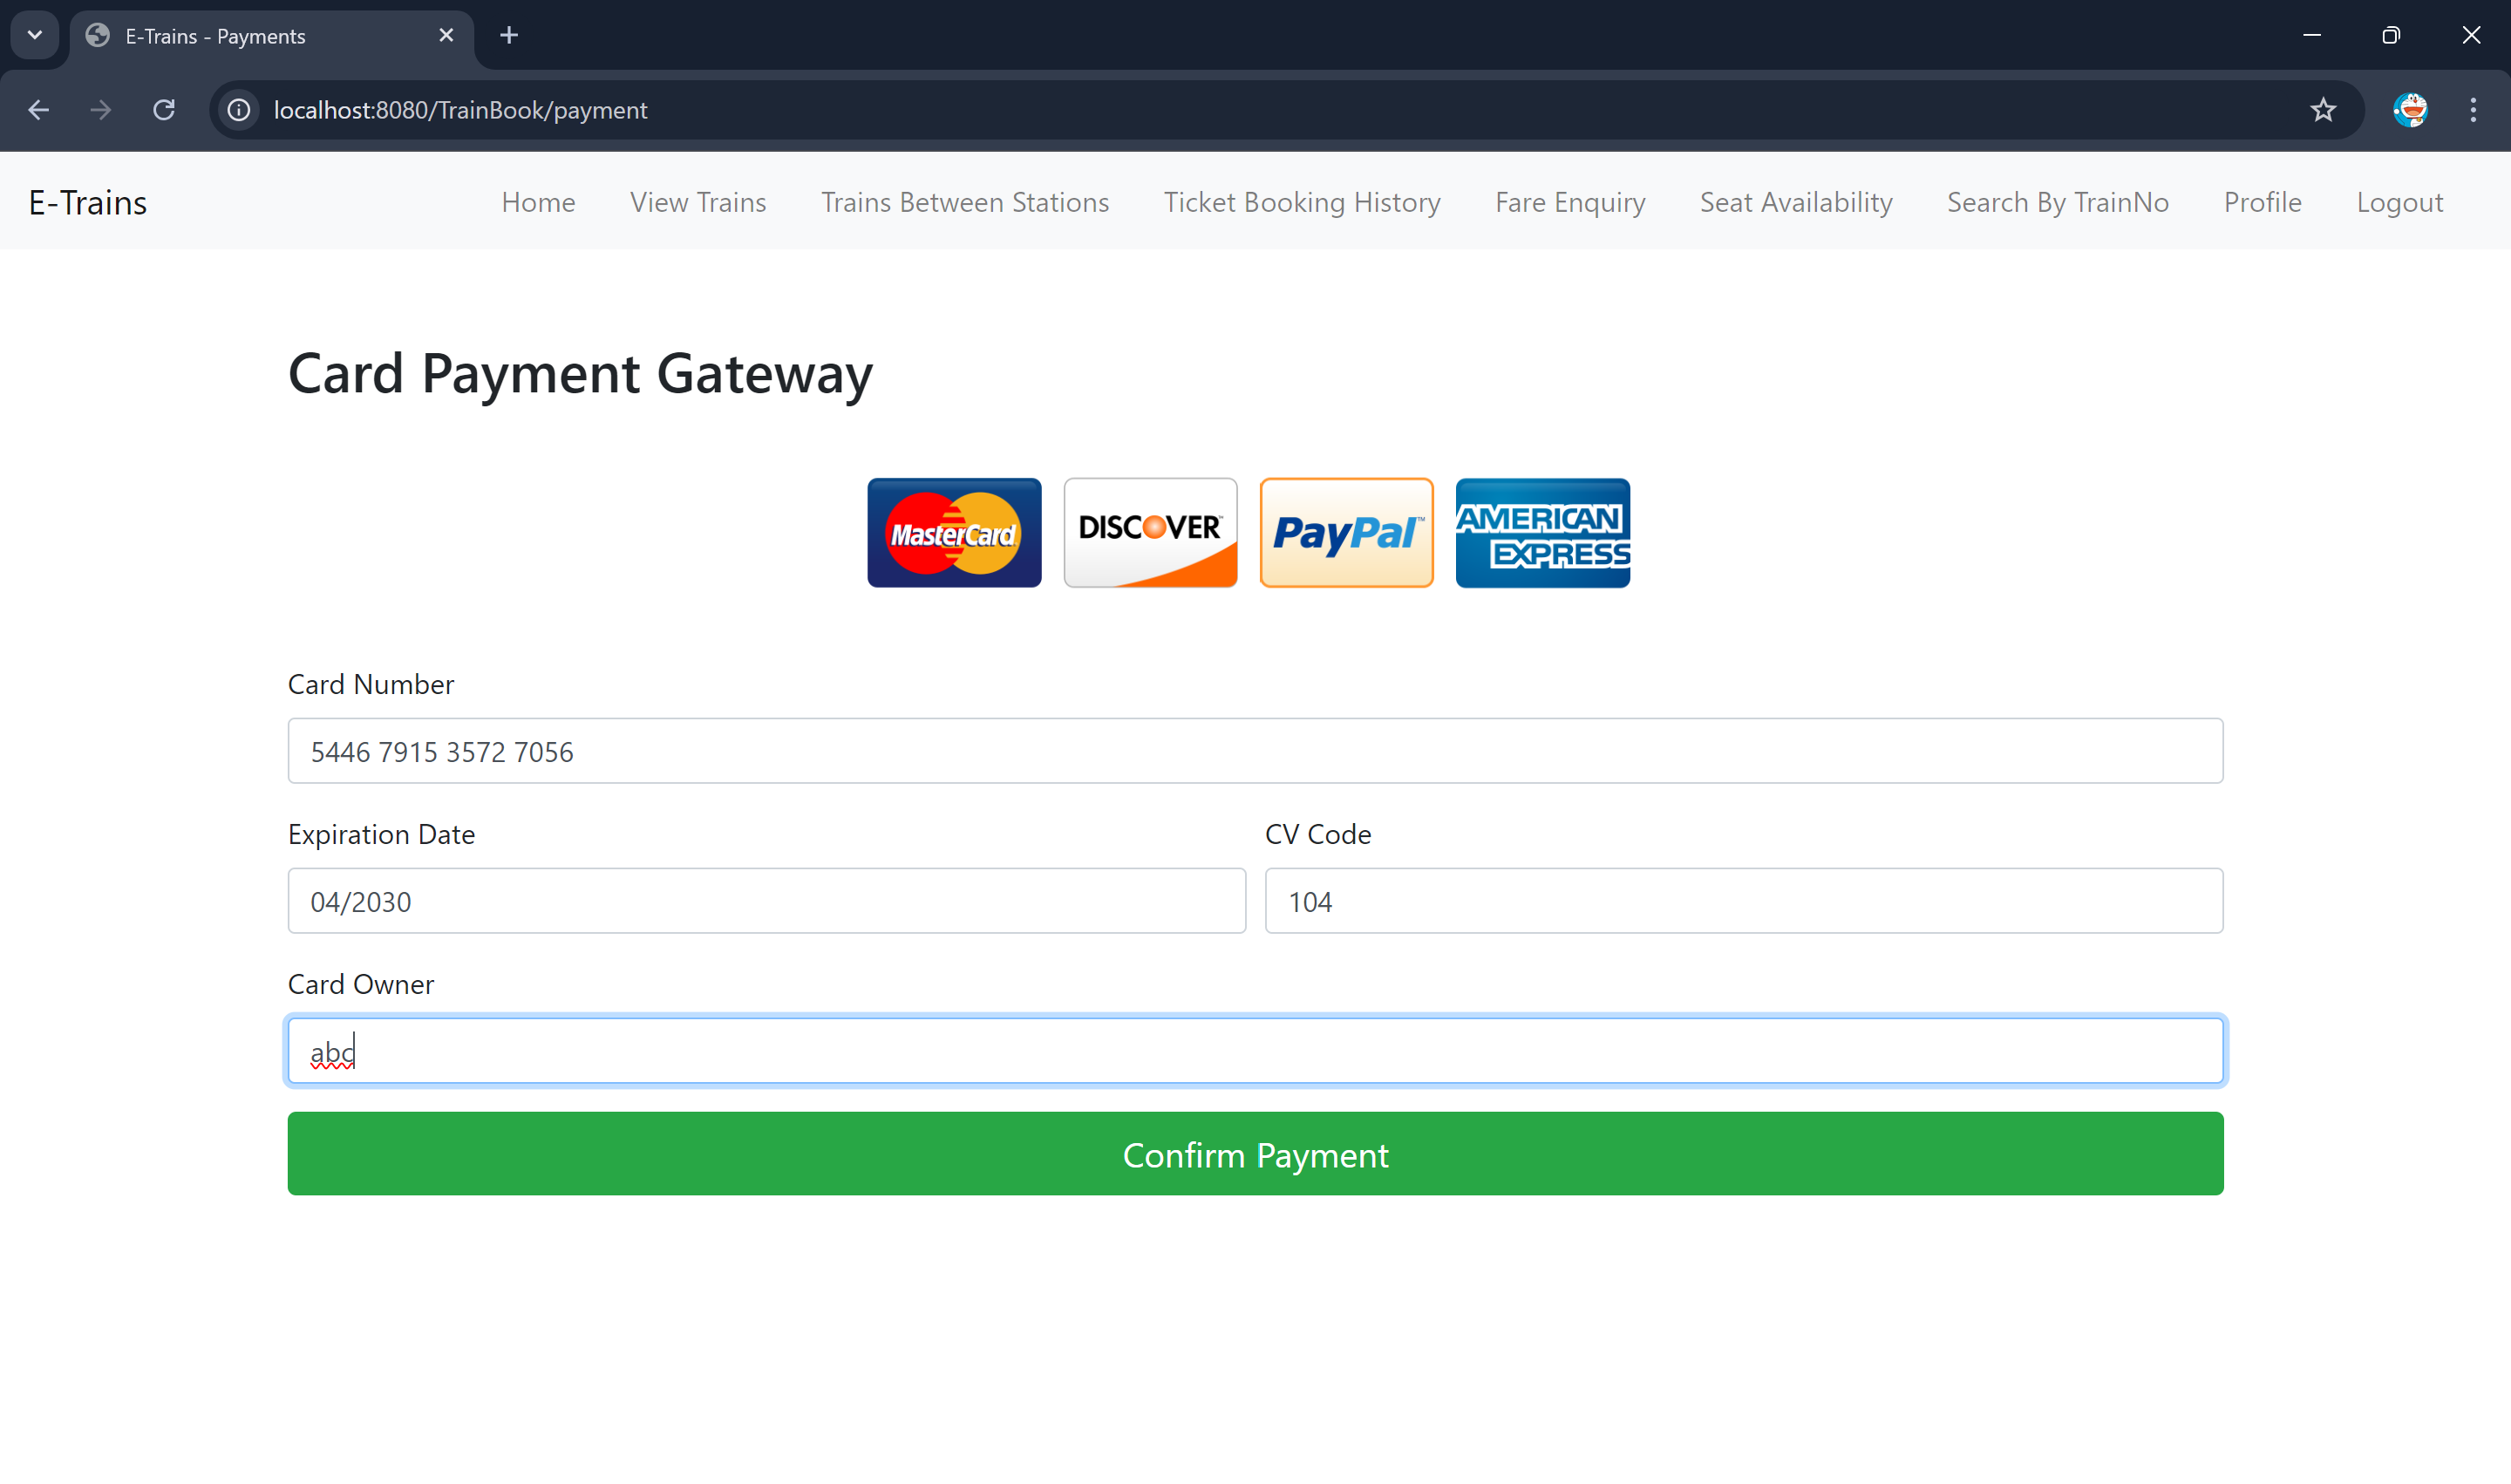 E-Trains - Payments
localhost:8080/TrainBook/payment
E-Trains Home View Trains Trains Between Stations Ticket Booking History Fare Enquiry Seat Availability Search By TrainNo Profile Logout
Card Payment Gateway
MasterCard DISCOVER PayPal™ AMERICAN EXPRESS
Card Number
5446 7915 3572 7056
Expiration Date CV Code
04/2030 104
Card Owner
abc
Confirm Payment